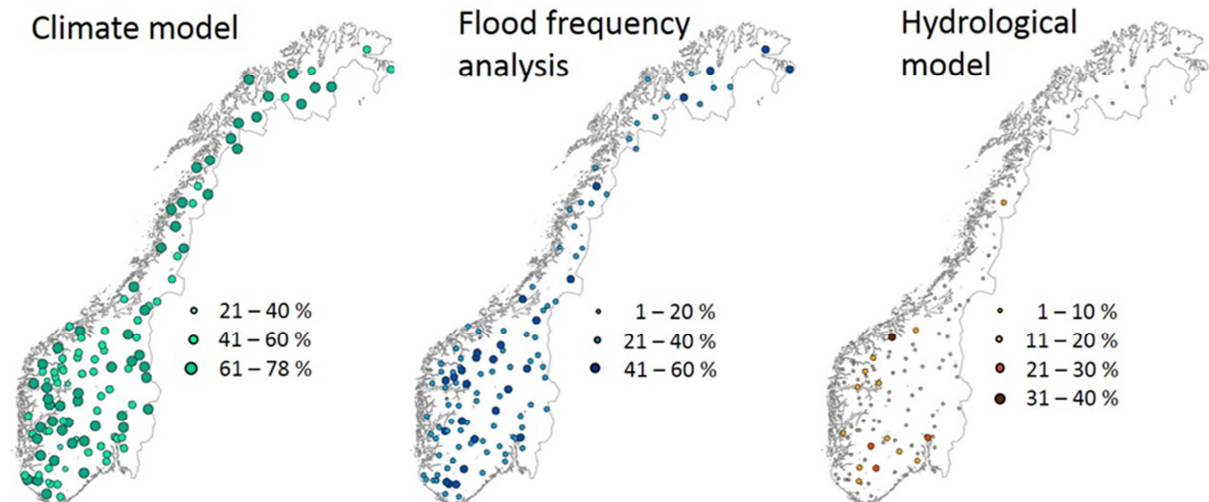 Climate model
21 – 40 %
41 – 60 %
61 – 78 %
Flood frequency
analysis
1 – 20 %
21 – 40 %
41 – 60 %
Hydrological
model
1 – 10 %
11 – 20 %
21 – 30 %
31 – 40 %